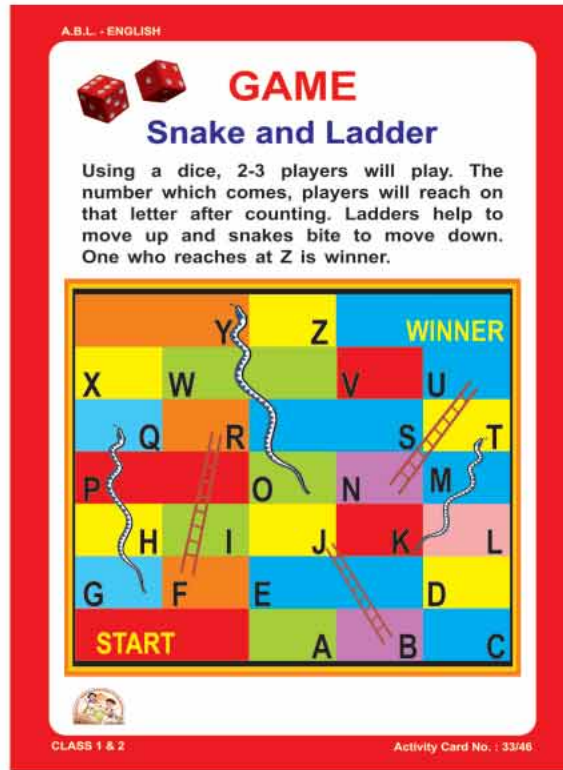 A.B.L. - ENGLISH
GAME
Snake and Ladder
Using a dice, 2-3 players will play. The
number which comes, players will reach on
that letter after counting. Ladders help to
move up and snakes bite to move down.
One who reaches at Z is winner.
Y Z WINNER
X W V U
Q R S T
P O N M
H I J K L
G F E D
START A B C
CLASS 1 & 2 Activity Card No. : 33/46